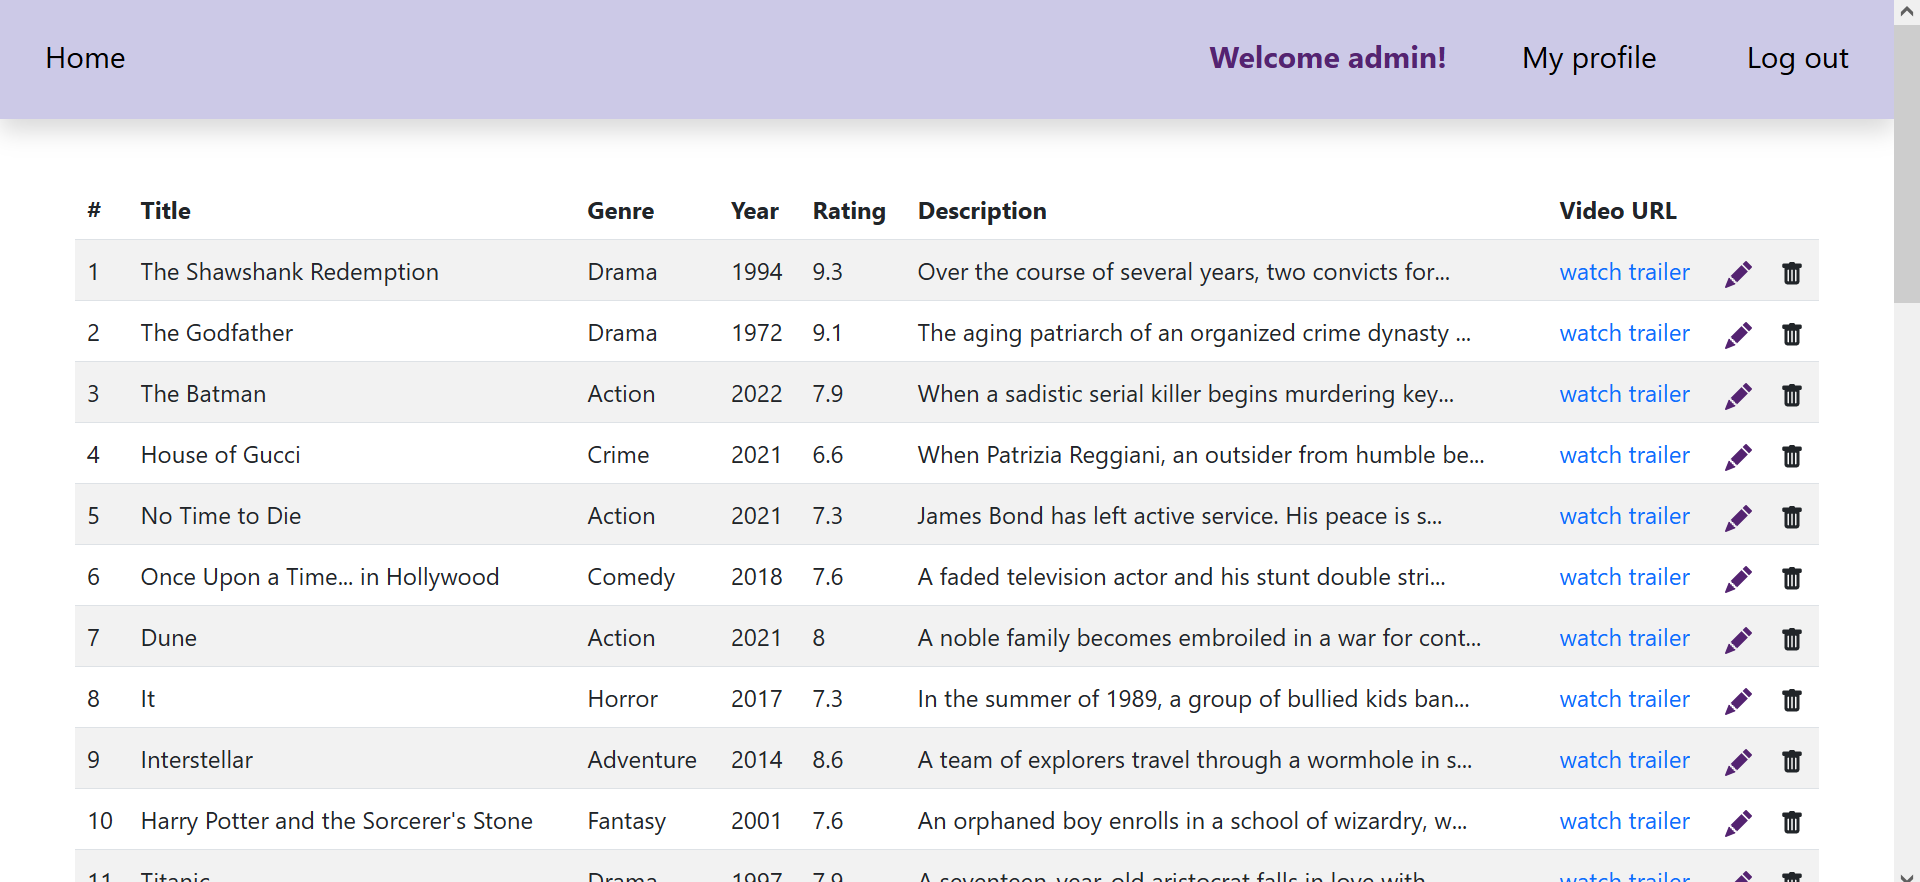 Home Welcome admin! My profile Log out
# Title Genre Year Rating Description Video URL
1 The Shawshank Redemption Drama 1994 9.3 Over the course of several years, two convicts for... watch trailer
2 The Godfather Drama 1972 9.1 The aging patriarch of an organized crime dynasty ... watch trailer
3 The Batman Action 2022 7.9 When a sadistic serial killer begins murdering key... watch trailer
4 House of Gucci Crime 2021 6.6 When Patrizia Reggiani, an outsider from humble be... watch trailer
5 No Time to Die Action 2021 7.3 James Bond has left active service. His peace is s... watch trailer
6 Once Upon a Time... in Hollywood Comedy 2018 7.6 A faded television actor and his stunt double stri... watch trailer
7 Dune Action 2021 8 A noble family becomes embroiled in a war for cont... watch trailer
8 It Horror 2017 7.3 In the summer of 1989, a group of bullied kids ban... watch trailer
9 Interstellar Adventure 2014 8.6 A team of explorers travel through a wormhole in s... watch trailer
10 Harry Potter and the Sorcerer's Stone Fantasy 2001 7.6 An orphaned boy enrolls in a school of wizardry, w... watch trailer
11 Titanic Drama 1997 7.9 A seventeen-year-old aristocrat falls in love with... watch trailer